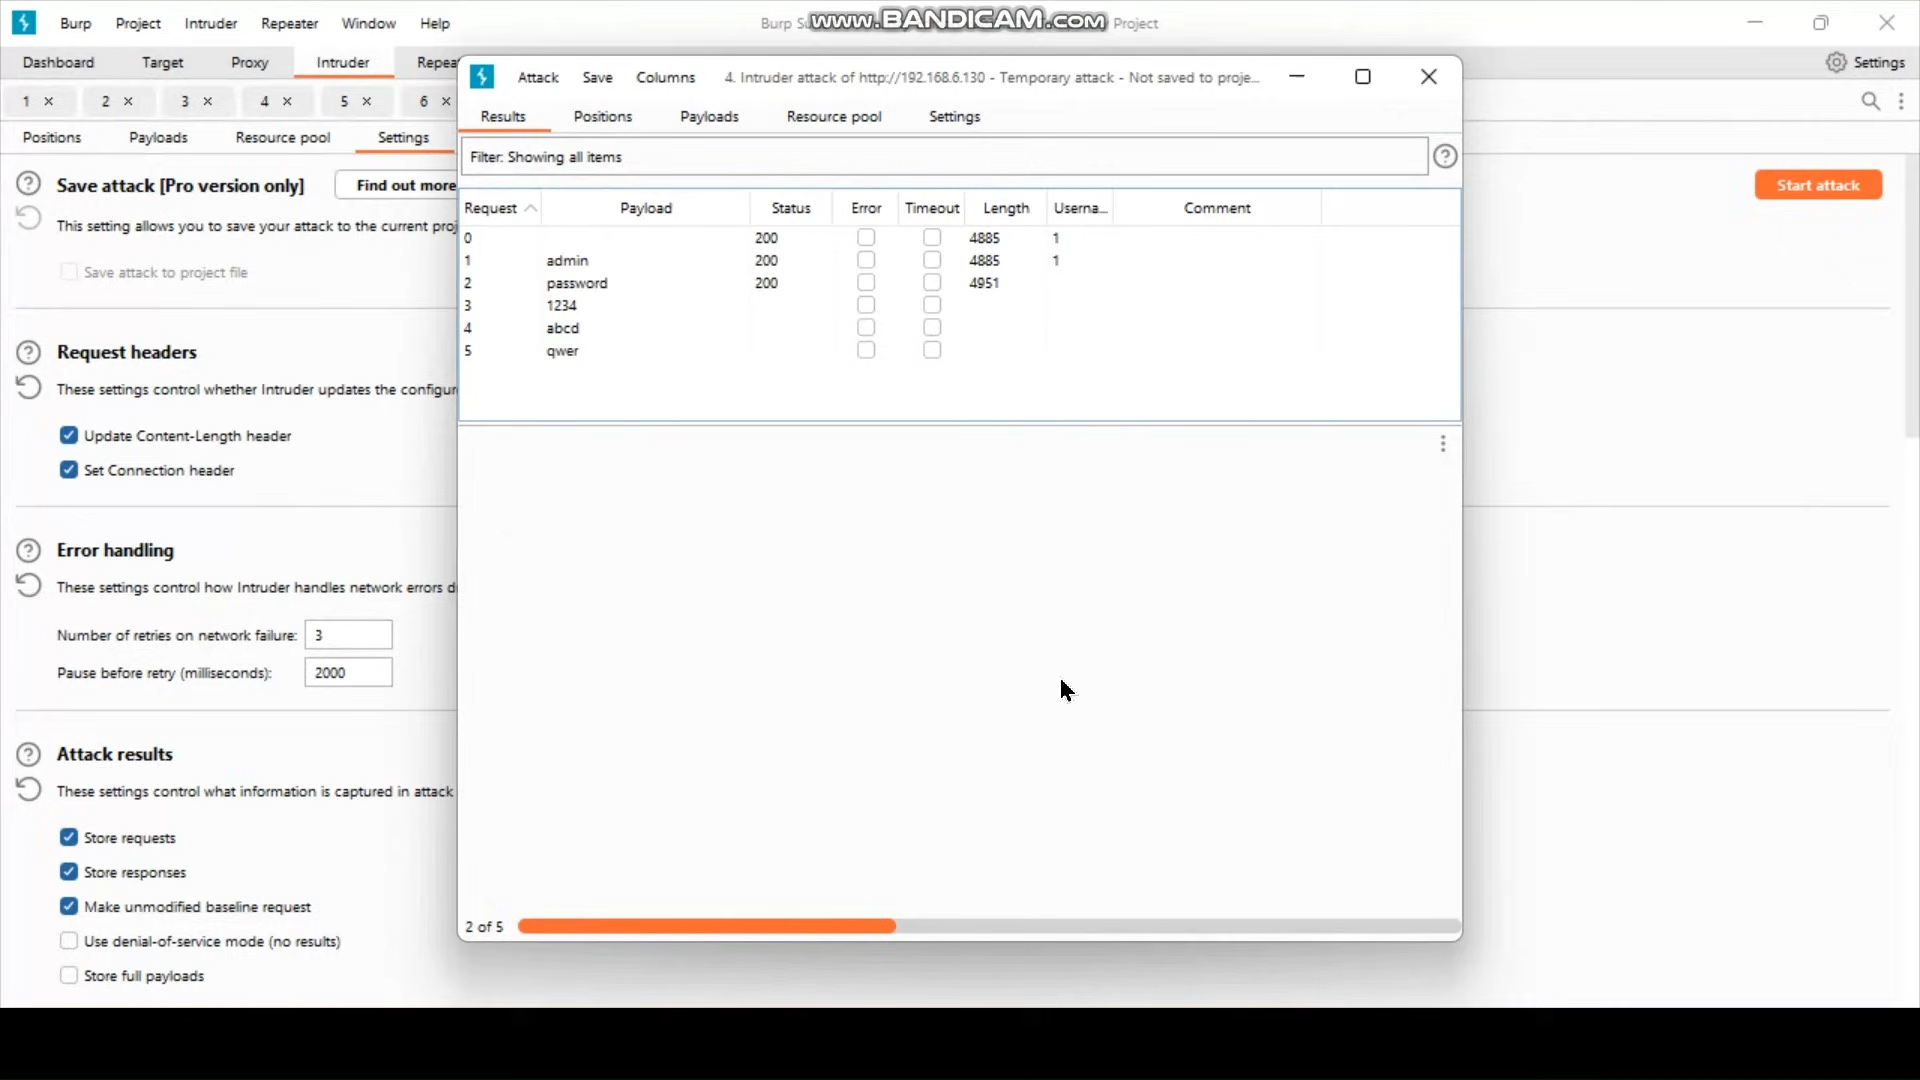 Burp Project Intruder Repeater Window Help
www.BANDICAM.com
Project
Dashboard Target Proxy Intruder
Settings
1 × 2 × 3 × 4 × 5 × 6 ×
Positions Payloads Resource pool Settings
Save attack [Pro version only]
Find out more
This setting allows you to save your attack to the current
Save attack to project file
Start attack
Request headers
These settings control whether Intruder updates the
Update Content-Length header
Set Connection header
Error handling
These settings control how Intruder handles network errors
Number of retries on network failure: 3
Pause before retry (milliseconds): 2000
Attack results
These settings control what information is captured in attack
Store requests
Store responses
Make unmodified baseline request
Use denial-of-service mode (no results)
Store full payloads
Attack Save Columns 4. Intruder attack of http://192.168.6.130 - Temporary attack - Not saved to proje...
Results Positions Payloads Resource pool Settings
Filter: Showing all items
Request Payload Status Error Timeout Length Userna... Comment
0 200 4885 1
1 admin 200 4885 1
2 password 200 4951
3 1234
4 abcd
5 qwer
2 of 5